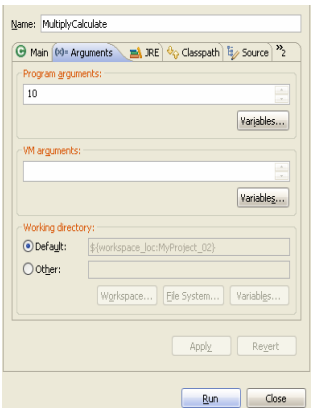 Name: MultiplyCalculate
Main (x)= Arguments JRE Classpath Source »2
Program arguments:
10
Variables...
VM arguments:
Variables...
Working directory:
Default: ${workspace_loc:MyProject_02}
Other:
Workspace... File System... Variables...
Apply Revert
Run Close